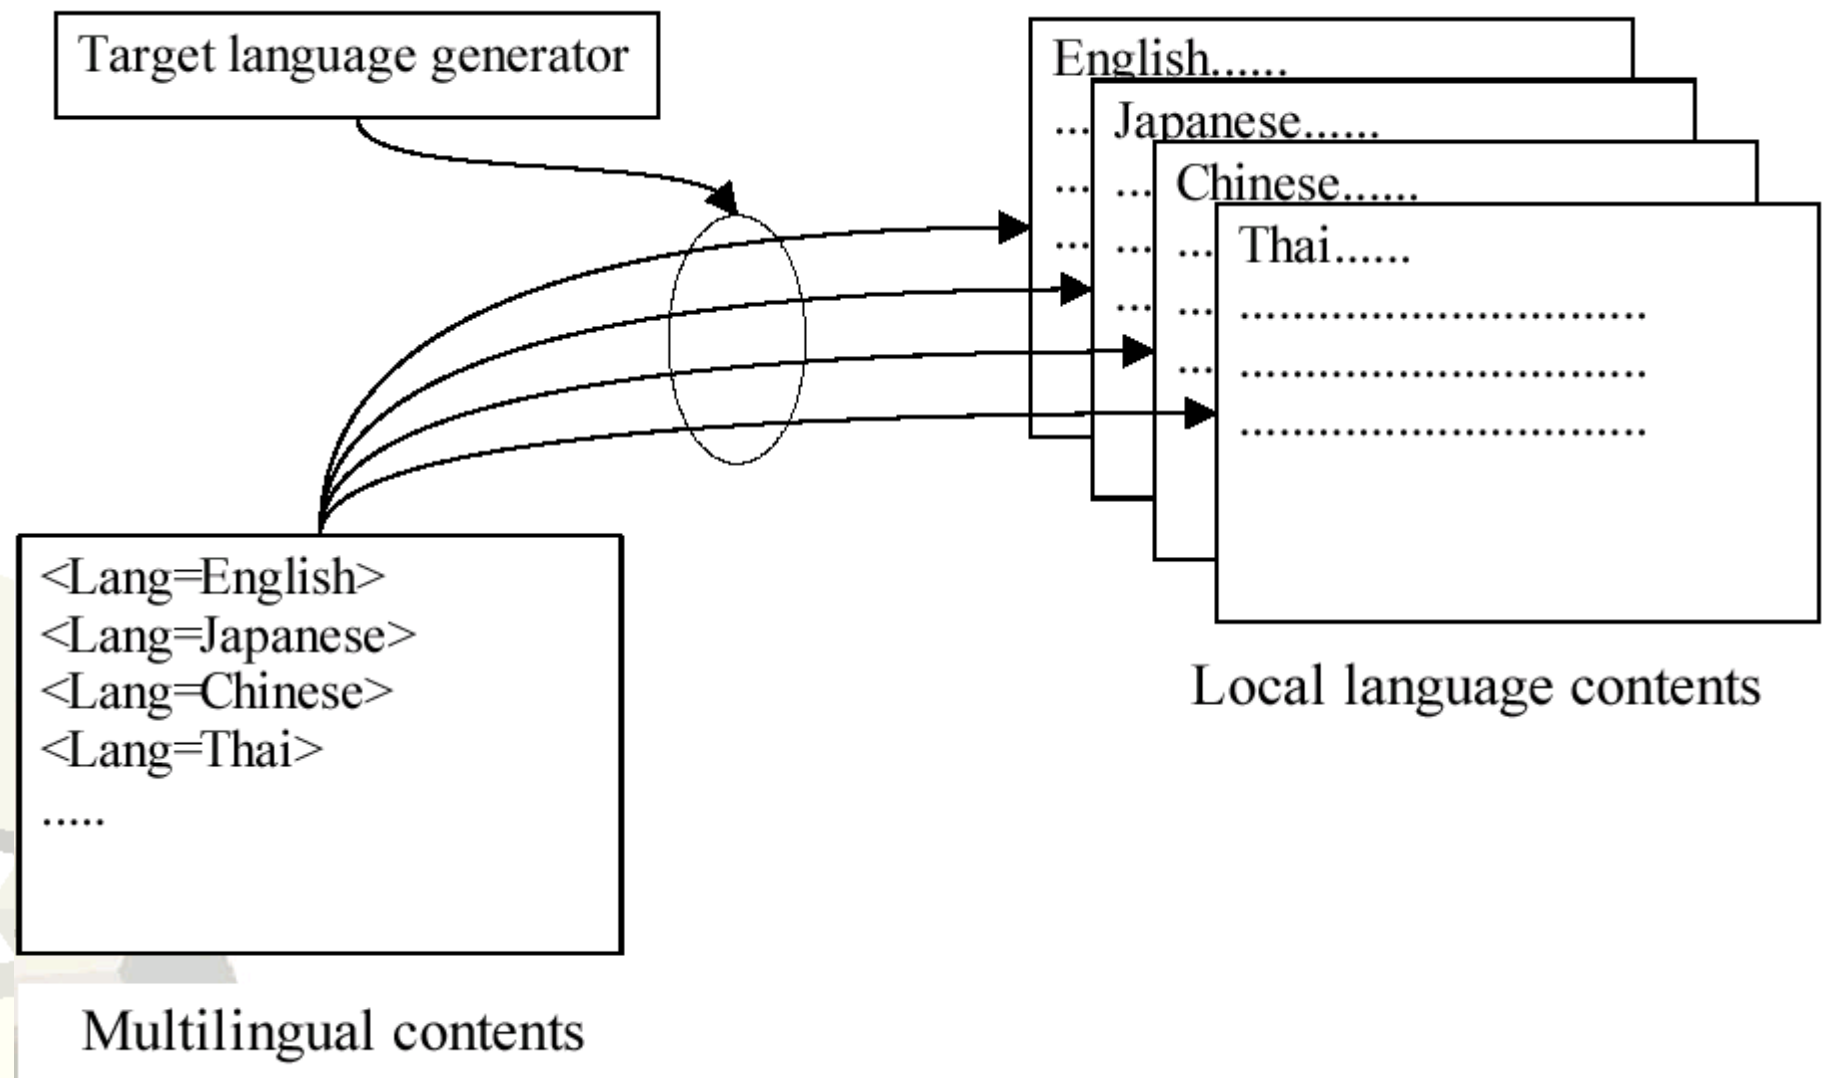 Target language generator
English......
...
...
...
Japanese......
...
...
...
Chinese......
...
...
...
Thai......
...............................
...............................
...............................
Local language contents
<Lang=English>
<Lang=Japanese>
<Lang=Chinese>
<Lang=Thai>
.....
Multilingual contents